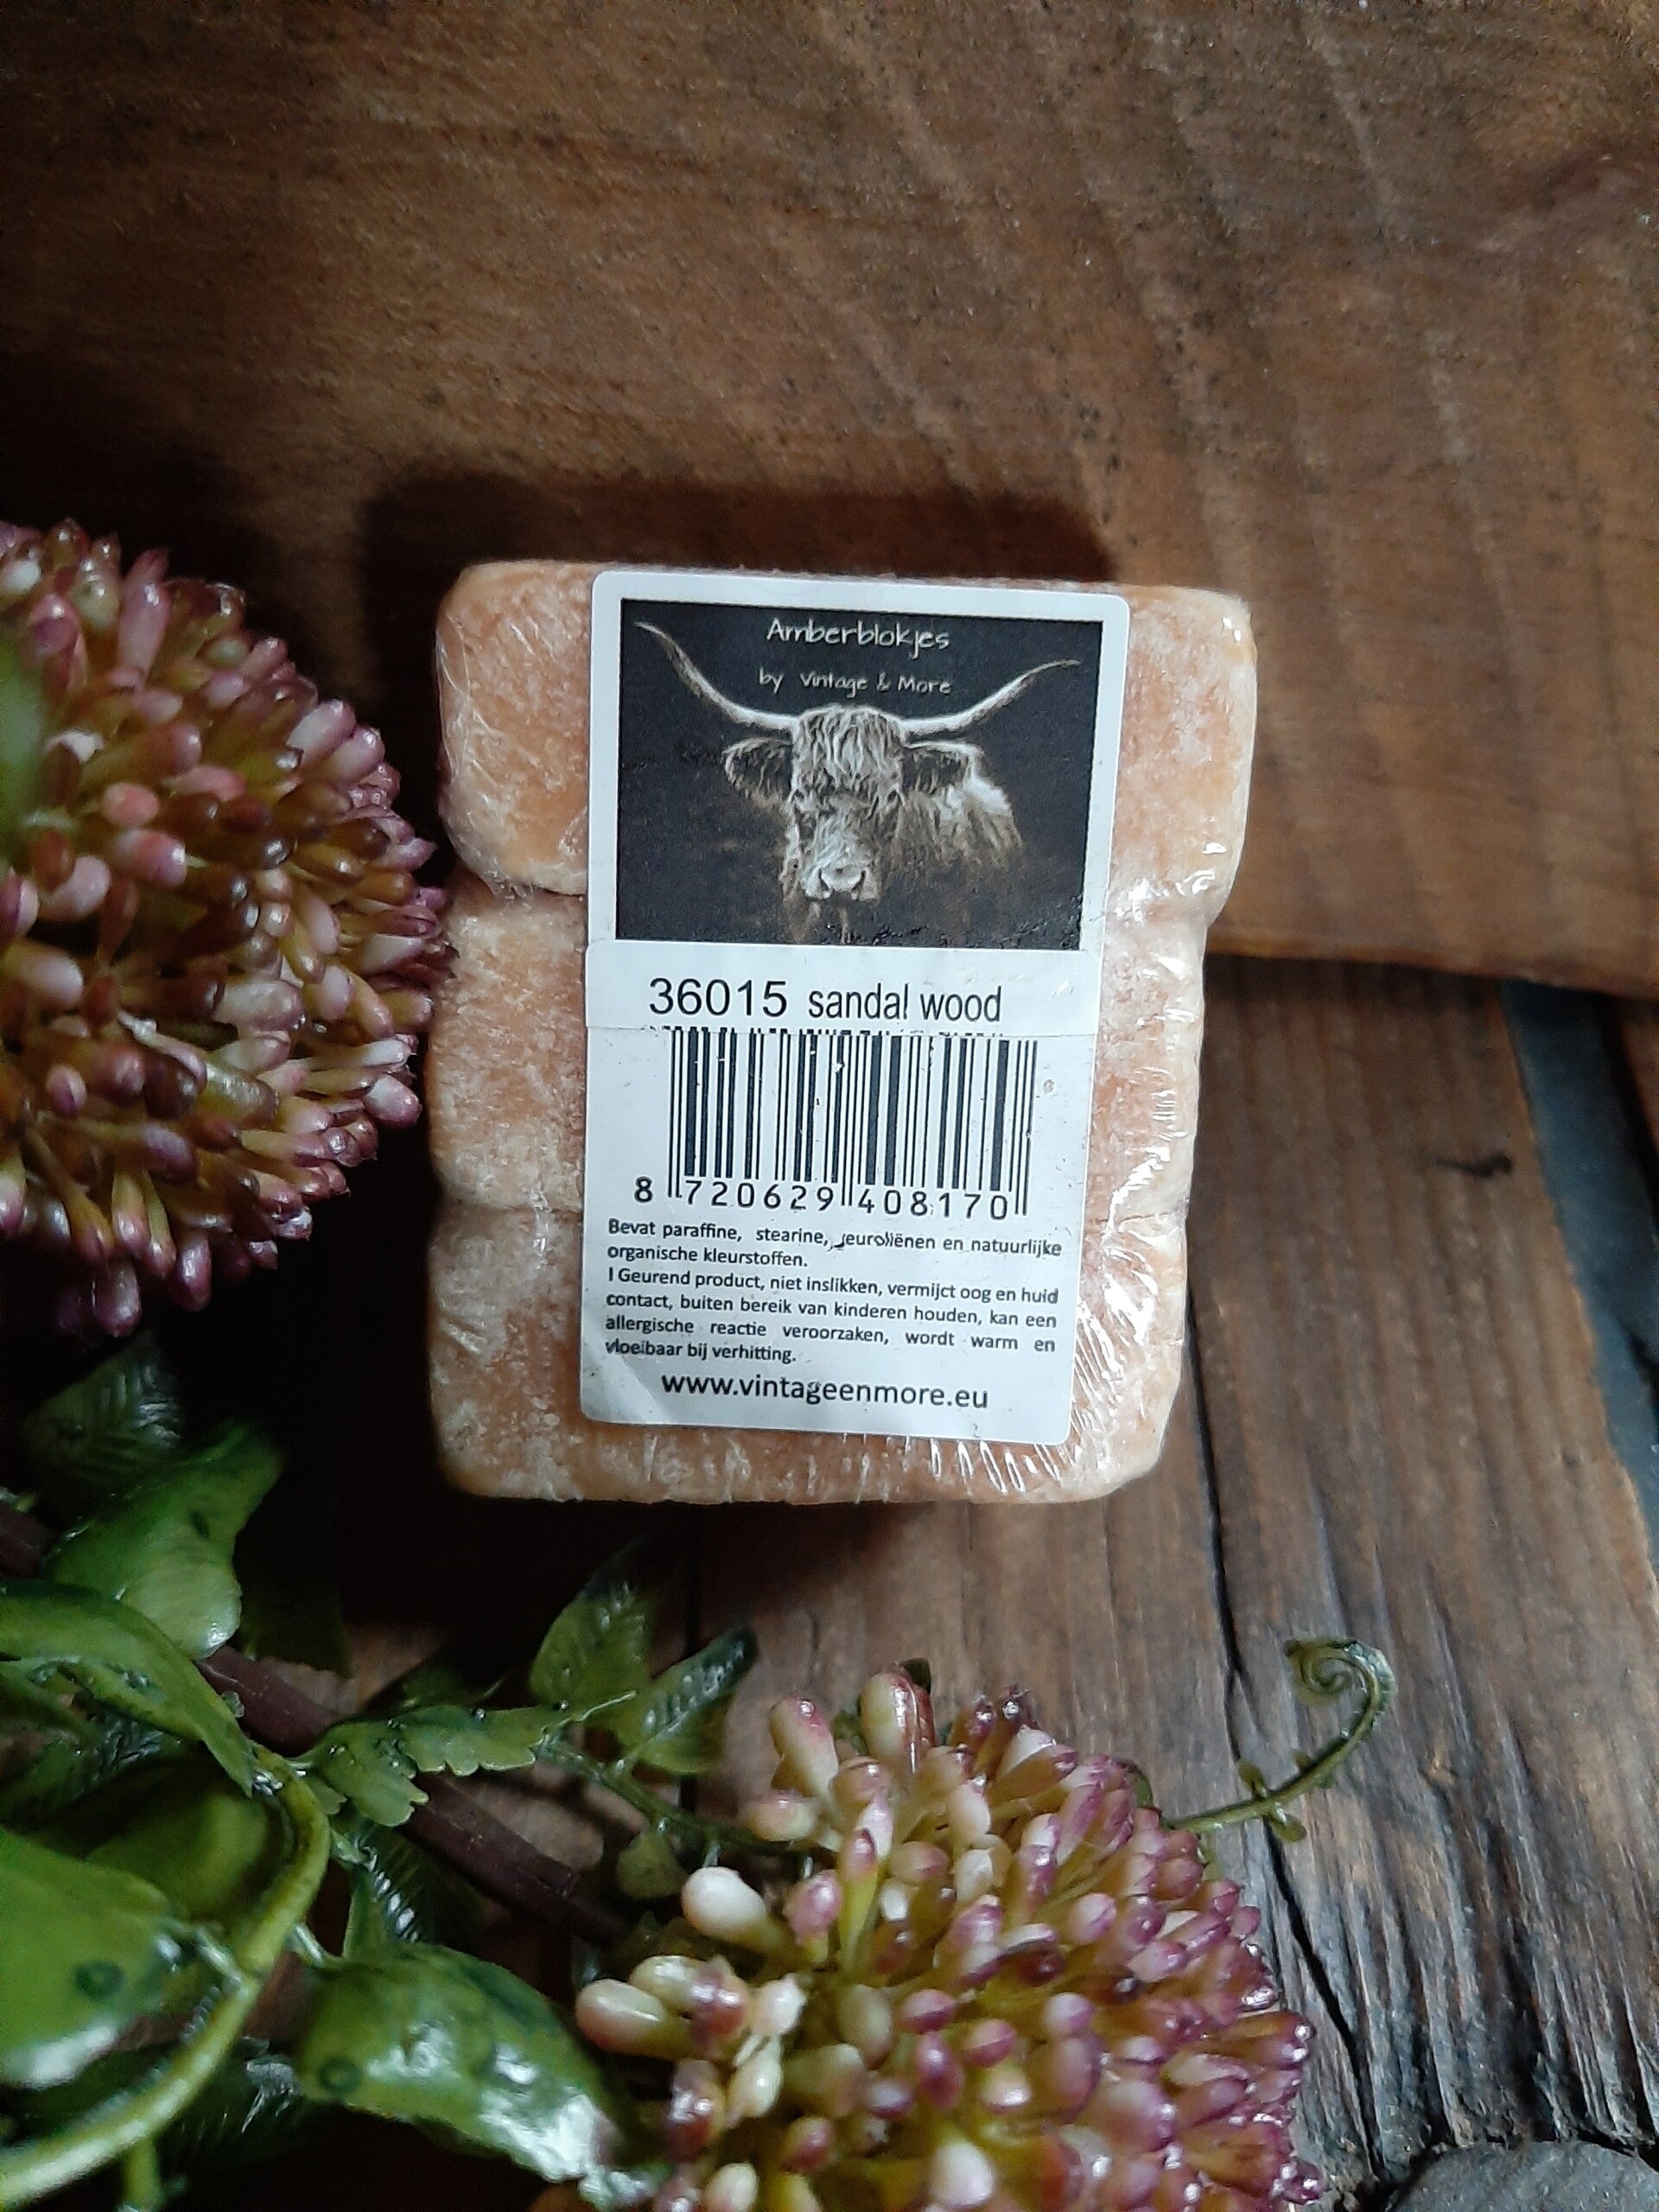 Amberblokjes
by Vintage & More
36015 sandal wood
8 720629 408170
Bevat paraffine, stearine, geuroliënen en natuurlijke
organische kleurstoffen.
I Geurend product, niet inslikken, vermijct oog en huid
contact, buiten bereik van kinderen houden, kan een
allergische reactie veroorzaken, wordt warm en
vloeibaar bij verhitting.
www.vintageenmore.eu